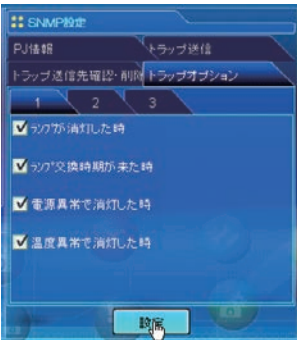 SNMP設定
PJ情報 トラップ送信
トラップ送信先確認・削除 トラップオプション
1 2 3
ﾗﾝﾌﾟが消灯した時
ﾗﾝﾌﾟ交換時期が来た時
電源異常で消灯した時
温度異常で消灯した時
設定